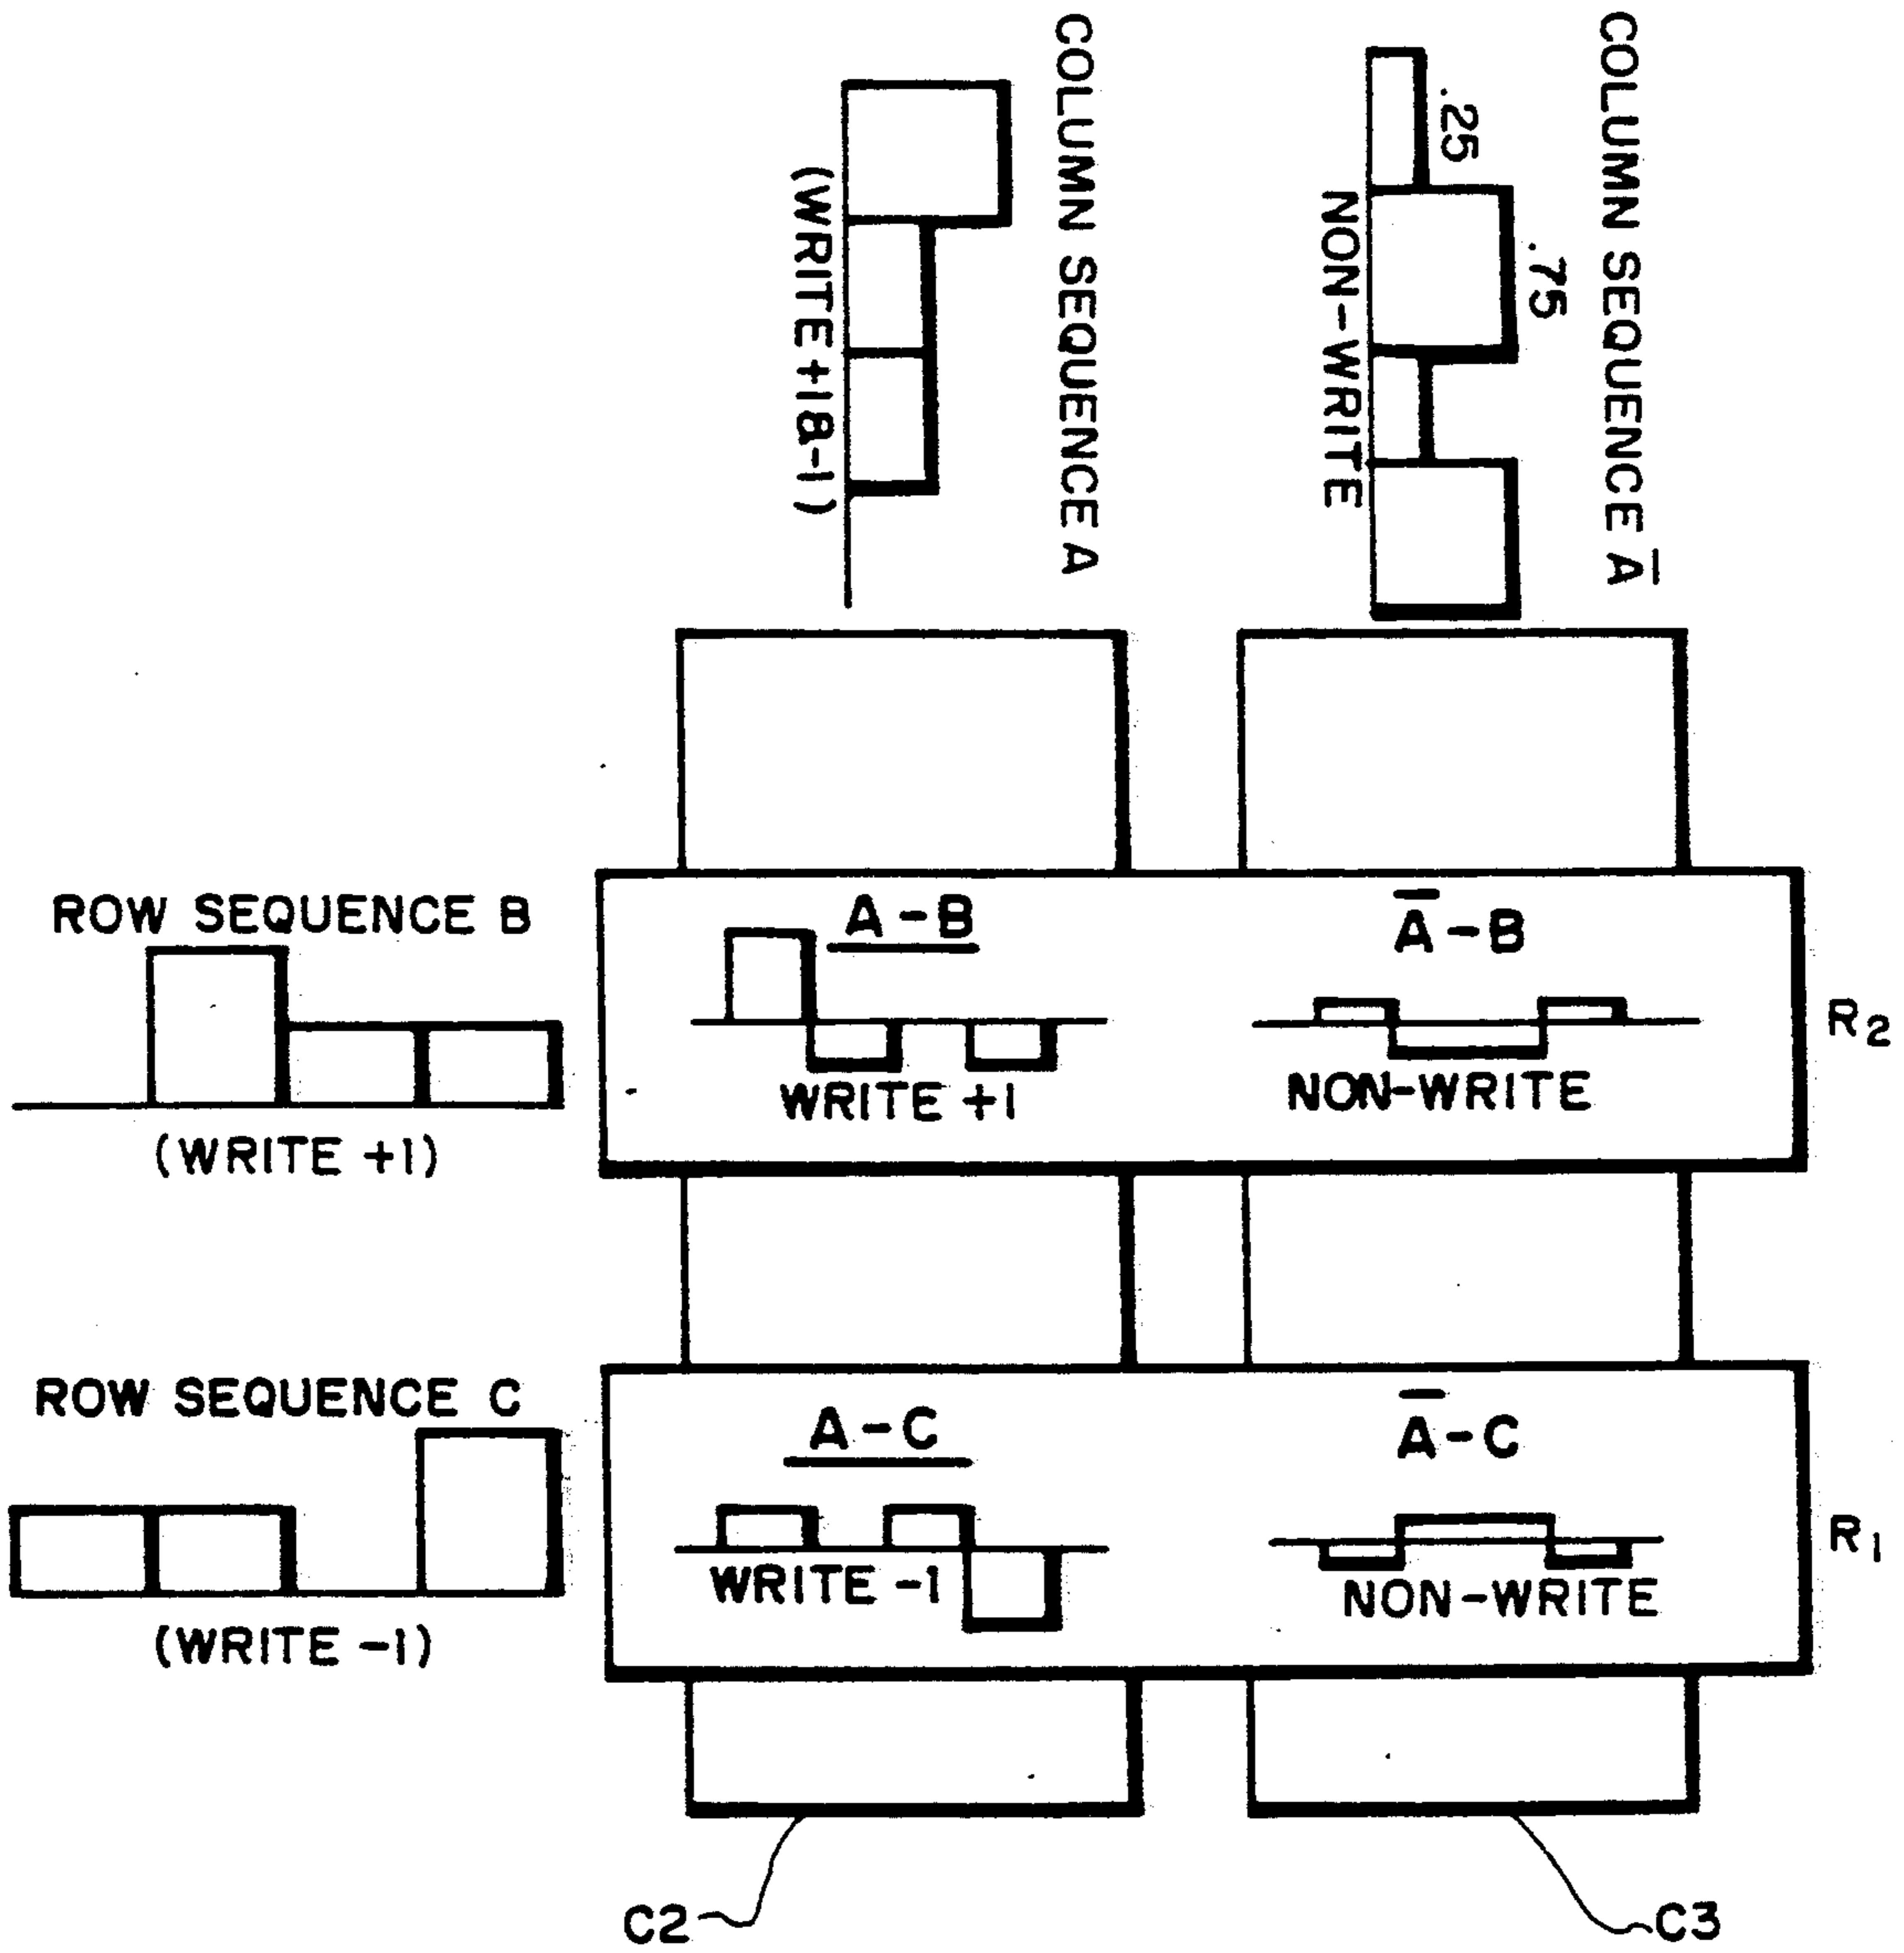 COLUMN SEQUENCE A
(WRITE+1&-1)
COLUMN SEQUENCE A̅
.25
.75
NON-WRITE
ROW SEQUENCE B
(WRITE +1)
A-B
WRITE +1
A̅-B
NON-WRITE
R2
ROW SEQUENCE C
(WRITE -1)
A-C
WRITE -1
A̅-C
NON-WRITE
R1
C2
C3